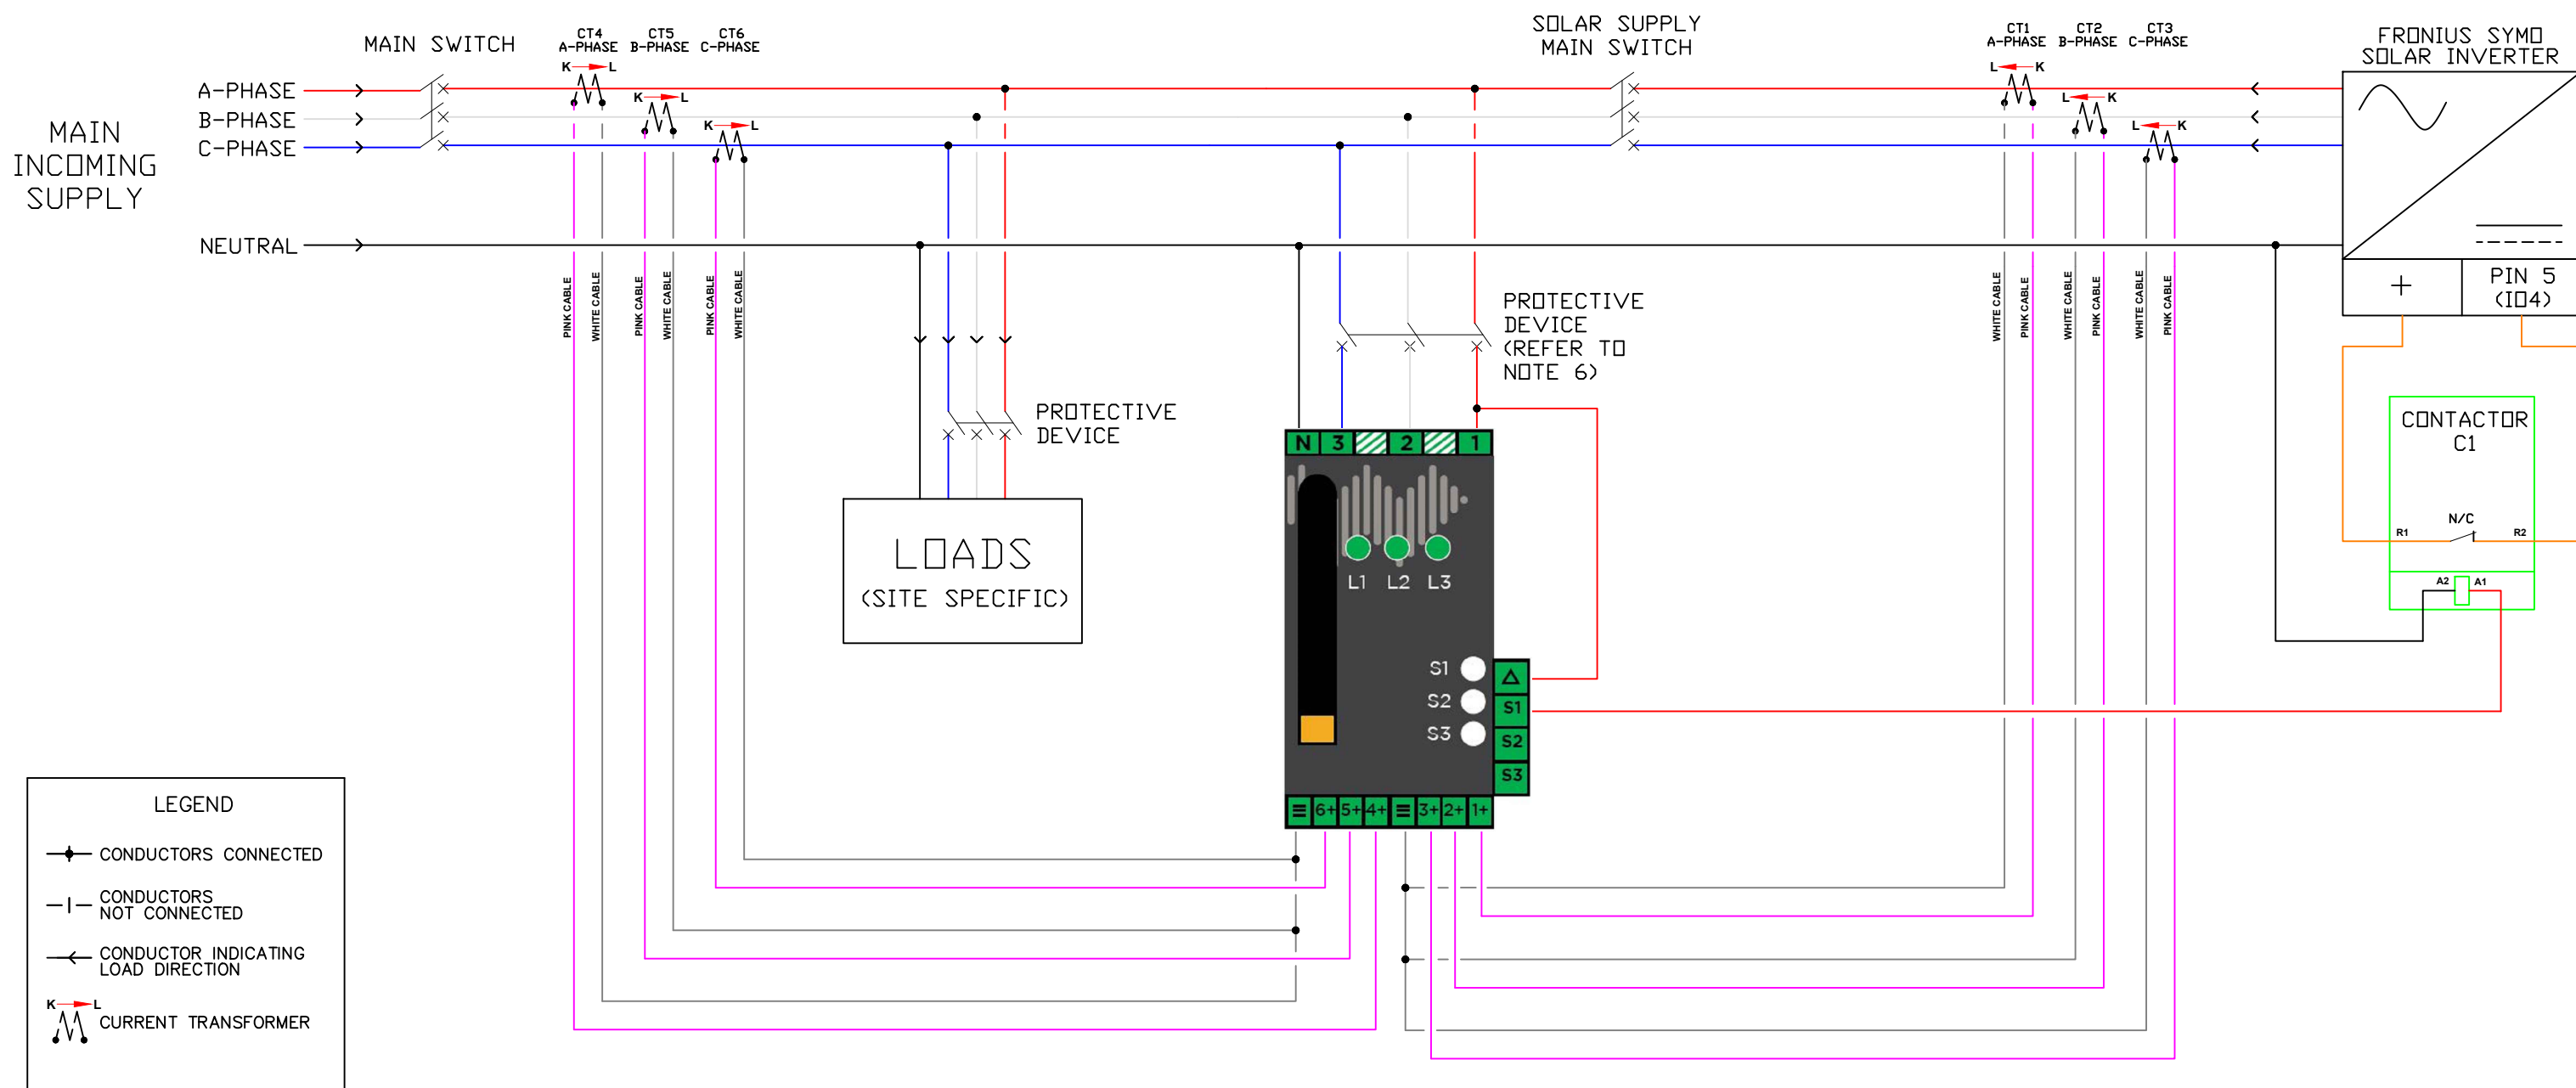 MAIN SWITCH
CT4
A-PHASE
CT5
B-PHASE
CT6
C-PHASE
K L
K L
K L
SOLAR SUPPLY
MAIN SWITCH
CT1
A-PHASE
CT2
B-PHASE
CT3
C-PHASE
L K
L K
L K
FRONIUS SYMO
SOLAR INVERTER
MAIN
INCOMING
SUPPLY
A-PHASE
B-PHASE
C-PHASE
NEUTRAL
PINK CABLE
WHITE CABLE
PINK CABLE
WHITE CABLE
PINK CABLE
WHITE CABLE
WHITE CABLE
PINK CABLE
WHITE CABLE
PINK CABLE
WHITE CABLE
PINK CABLE
+
PIN 5
(IO4)
PROTECTIVE
DEVICE
(REFER TO
NOTE 6)
PROTECTIVE
DEVICE
LOADS
(SITE SPECIFIC)
N 3 2 1
L1 L2 L3
S1
S2
S3
S1
S2
S3
6+ 5+ 4+ 3+ 2+ 1+
CONTACTOR
C1
N/C
R1 R2
A2 A1
LEGEND
CONDUCTORS CONNECTED
CONDUCTORS
NOT CONNECTED
CONDUCTOR INDICATING
LOAD DIRECTION
K L
CURRENT TRANSFORMER